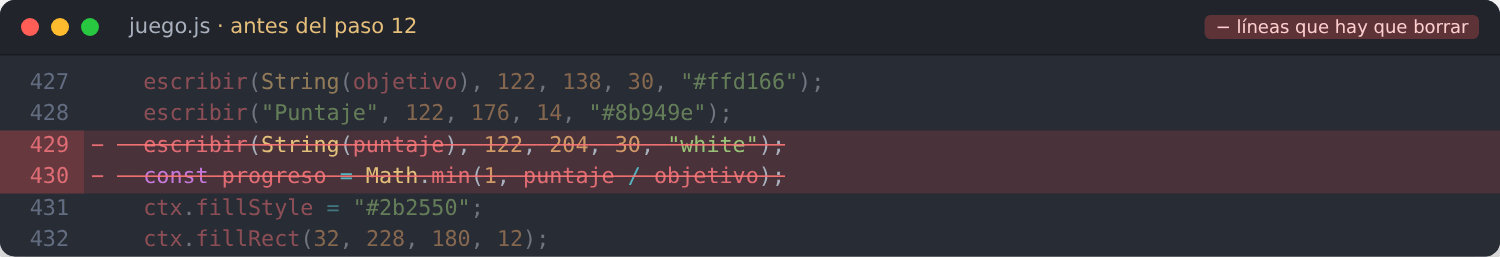 juego.js · antes del paso 12
− líneas que hay que borrar
427 escribir(String(objetivo), 122, 138, 30, "#ffd166");
428 escribir("Puntaje", 122, 176, 14, "#8b949e");
429 − escribir(String(puntaje), 122, 204, 30, "white");
430 − const progreso = Math.min(1, puntaje / objetivo);
431 ctx.fillStyle = "#2b2550";
432 ctx.fillRect(32, 228, 180, 12);